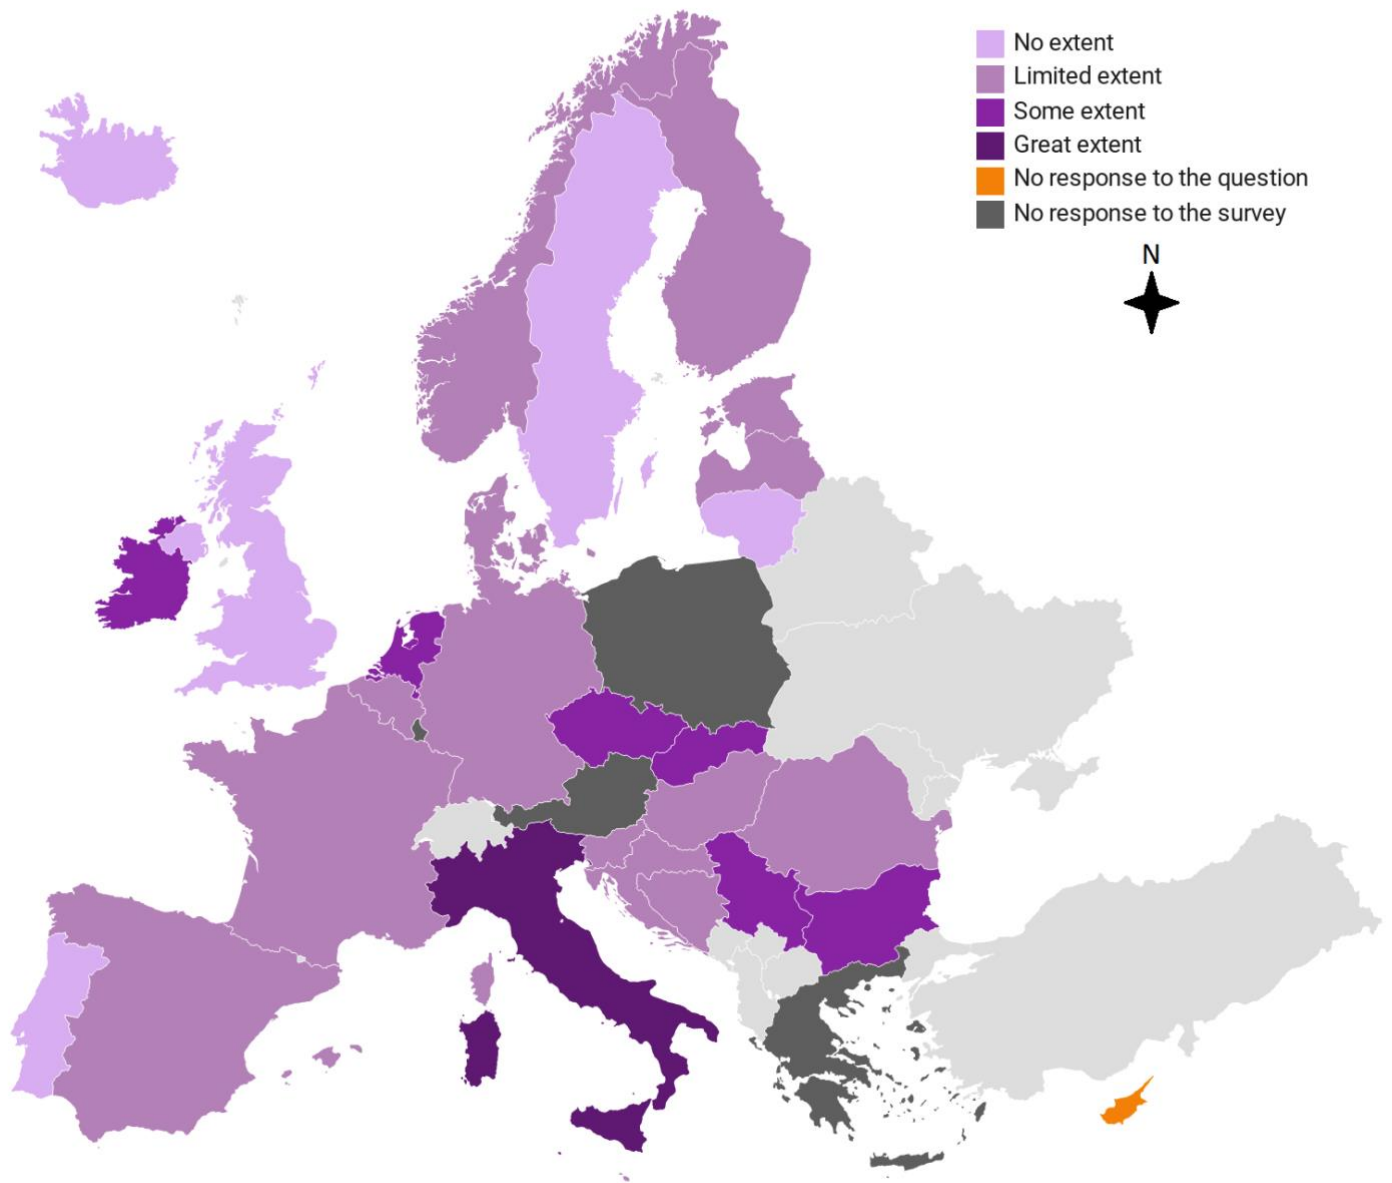 No extent
Limited extent
Some extent
Great extent
No response to the question
No response to the survey
N